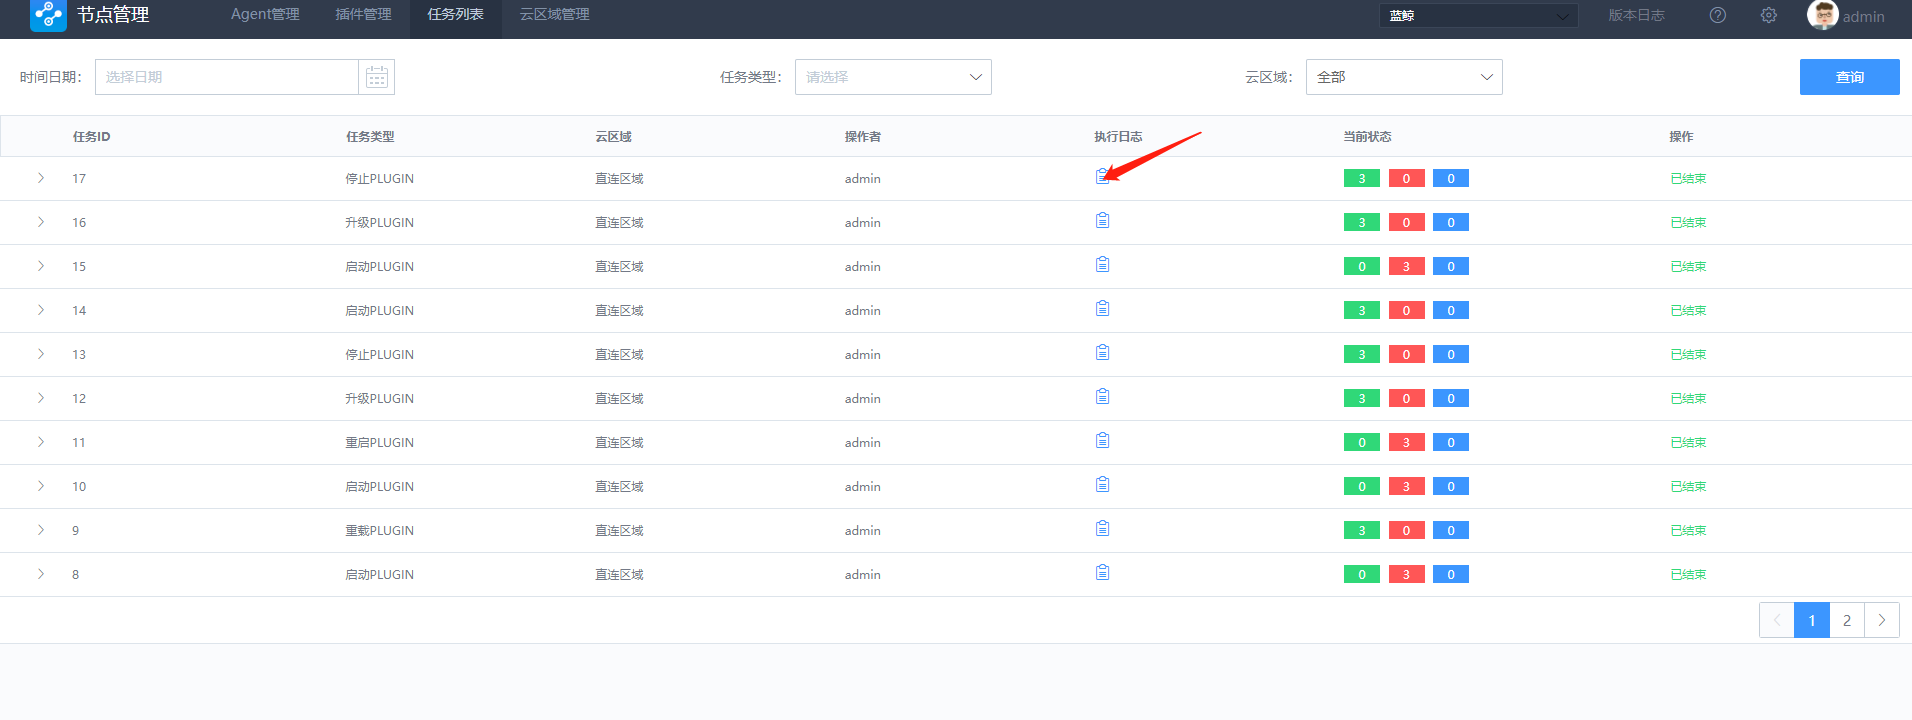 节点管理 Agent管理 插件管理 任务列表 云区域管理 蓝鲸 版本日志 admin
时间日期： 选择日期 任务类型： 请选择 云区域： 全部 查询
任务ID 任务类型 云区域 操作者 执行日志 当前状态 操作
17 停止PLUGIN 直连区域 admin 3 0 0 已结束
16 升级PLUGIN 直连区域 admin 3 0 0 已结束
15 启动PLUGIN 直连区域 admin 0 3 0 已结束
14 启动PLUGIN 直连区域 admin 3 0 0 已结束
13 停止PLUGIN 直连区域 admin 3 0 0 已结束
12 升级PLUGIN 直连区域 admin 3 0 0 已结束
11 重启PLUGIN 直连区域 admin 0 3 0 已结束
10 启动PLUGIN 直连区域 admin 0 3 0 已结束
9 重载PLUGIN 直连区域 admin 3 0 0 已结束
8 启动PLUGIN 直连区域 admin 0 3 0 已结束
1 2